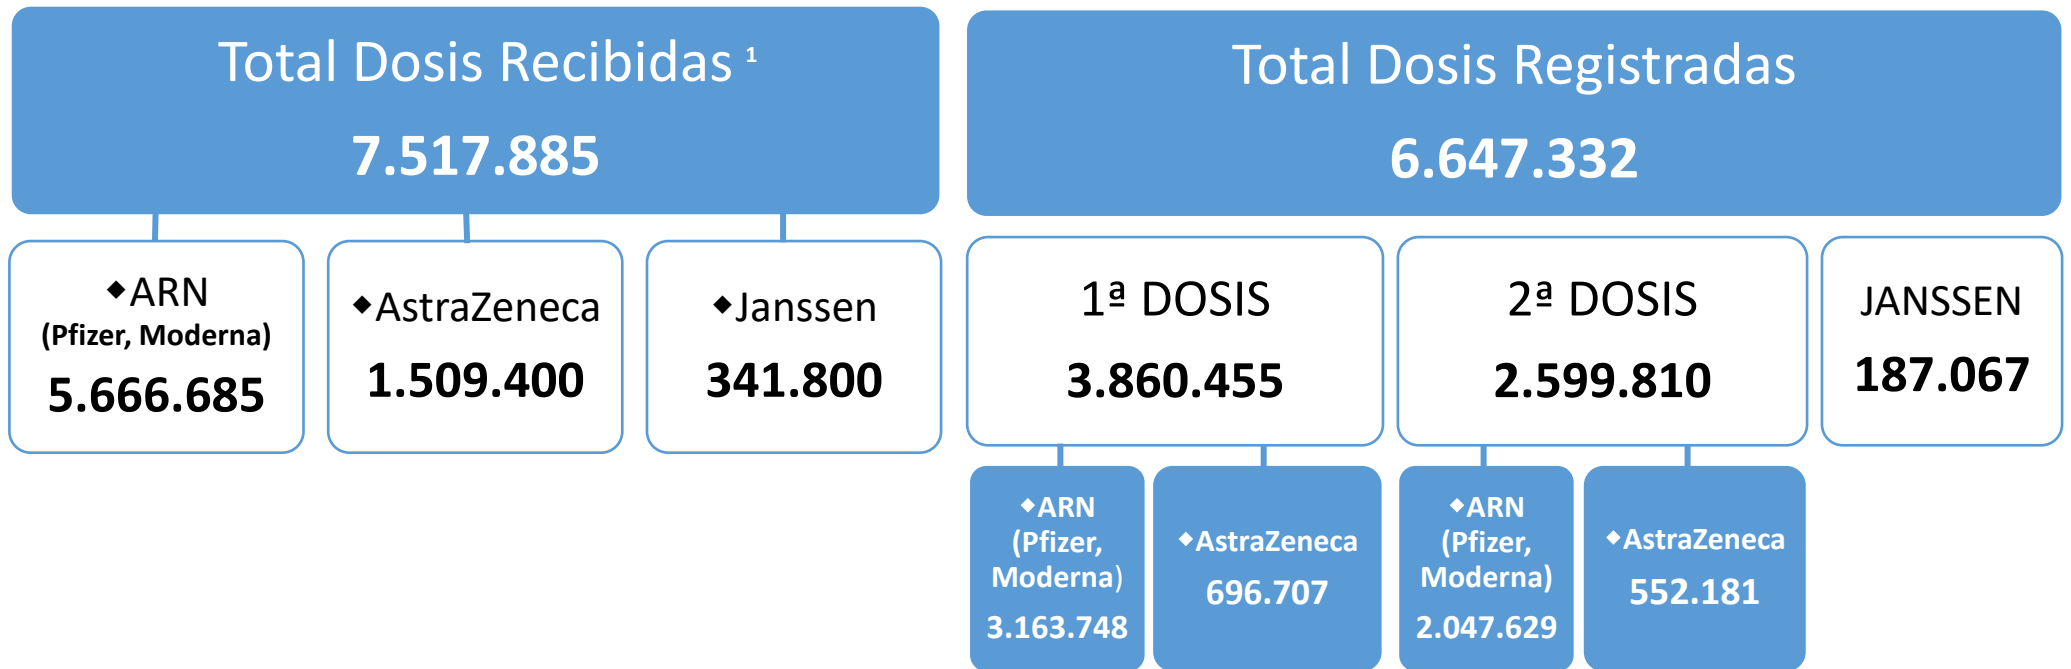 Total Dosis Recibidas ¹
7.517.885
◆ARN
(Pfizer, Moderna)
5.666.685
◆AstraZeneca
1.509.400
◆Janssen
341.800
Total Dosis Registradas
6.647.332
1ª DOSIS
3.860.455
2ª DOSIS
2.599.810
JANSSEN
187.067
◆ARN
(Pfizer,
Moderna)
3.163.748
◆AstraZeneca
696.707
◆ARN
(Pfizer,
Moderna)
2.047.629
◆AstraZeneca
552.181